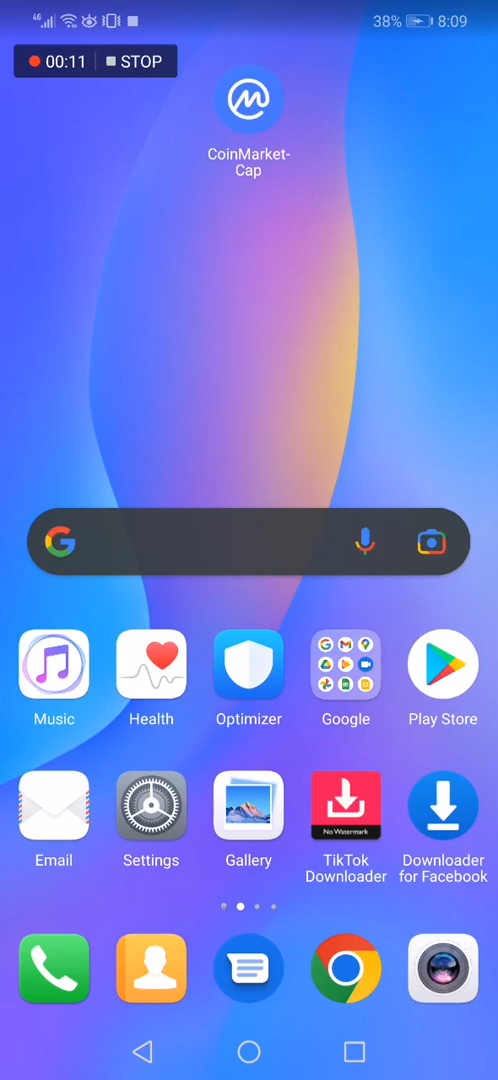 4G 38% 8:09
00:11 STOP
CoinMarket-
Cap
Music Health Optimizer Google Play Store
No Watermark
Email Settings Gallery TikTok Downloader
Downloader for Facebook